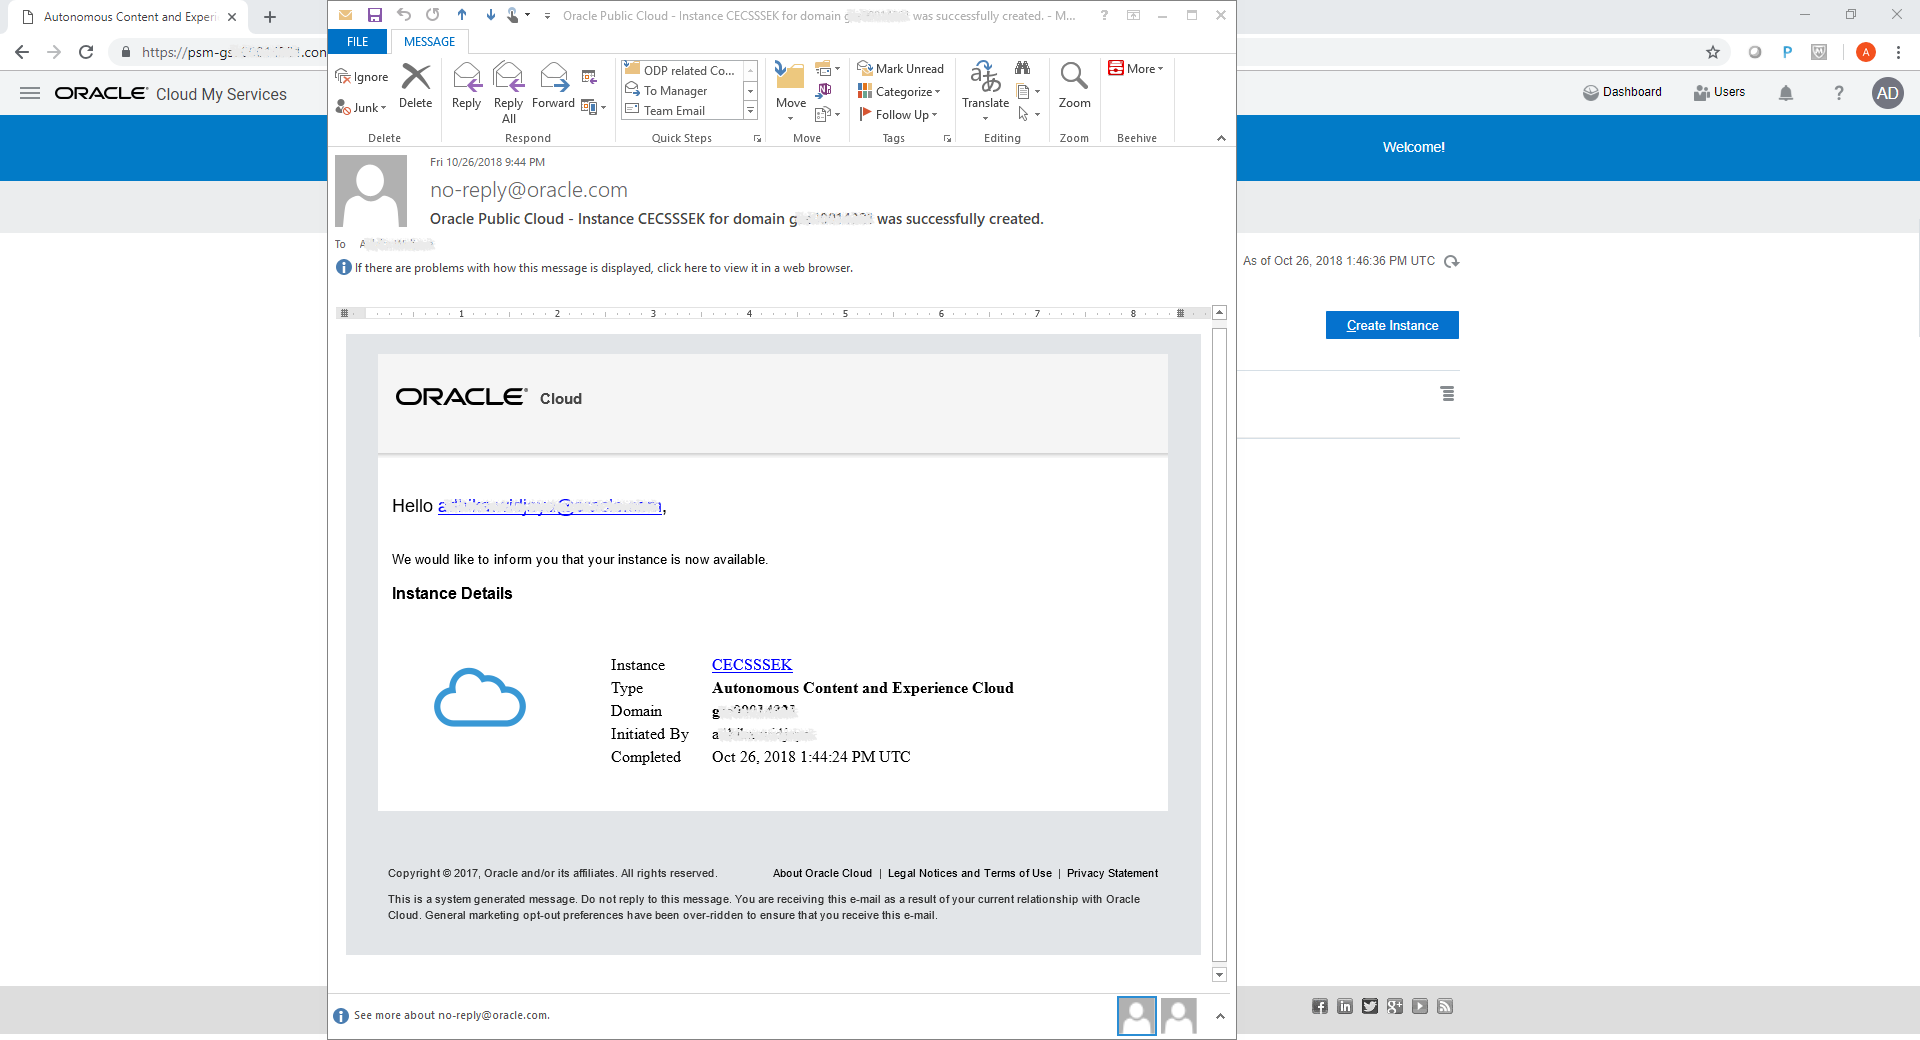 Autonomous Content and Experi
https://psm-g
ORACLE Cloud My Services
Oracle Public Cloud - Instance CECSSSEK for domain g was successfully created. - M...
FILE MESSAGE
Ignore
Junk
Delete
Reply
Reply All
Forward
ODP related Co...
To Manager
Team Email
Move
Mark Unread
Categorize
Follow Up
Translate
Zoom
More
Delete Respond Quick Steps Move Tags Editing Zoom Beehive
Dashboard Users ? AD
Welcome!
Fri 10/26/2018 9:44 PM
no-reply@oracle.com
Oracle Public Cloud - Instance CECSSSEK for domain g was successfully created.
To A
If there are problems with how this message is displayed, click here to view it in a web browser.
1 2 3 4 5 6 7 8
As of Oct 26, 2018 1:46:36 PM UTC
Create Instance
ORACLE Cloud
Hello
We would like to inform you that your instance is now available.
Instance Details
Instance CECSSSEK
Type Autonomous Content and Experience Cloud
Domain
Initiated By
Completed Oct 26, 2018 1:44:24 PM UTC
Copyright © 2017, Oracle and/or its affiliates. All rights reserved. About Oracle Cloud | Legal Notices and Terms of Use | Privacy Statement
This is a system generated message. Do not reply to this message. You are receiving this e-mail as a result of your current relationship with Oracle
Cloud. General marketing opt-out preferences have been over-ridden to ensure that you receive this e-mail.
See more about no-reply@oracle.com.